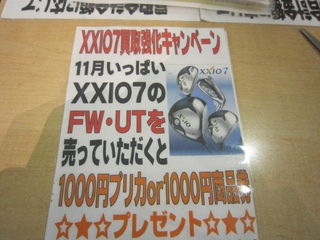 XXIO7買取強化キャンペーン
11月いっぱい
XXIO7の
FW・UTを
売っていただくと
1000円プリカor1000円商品券
☆★☆プレゼント☆★☆
XXIO7